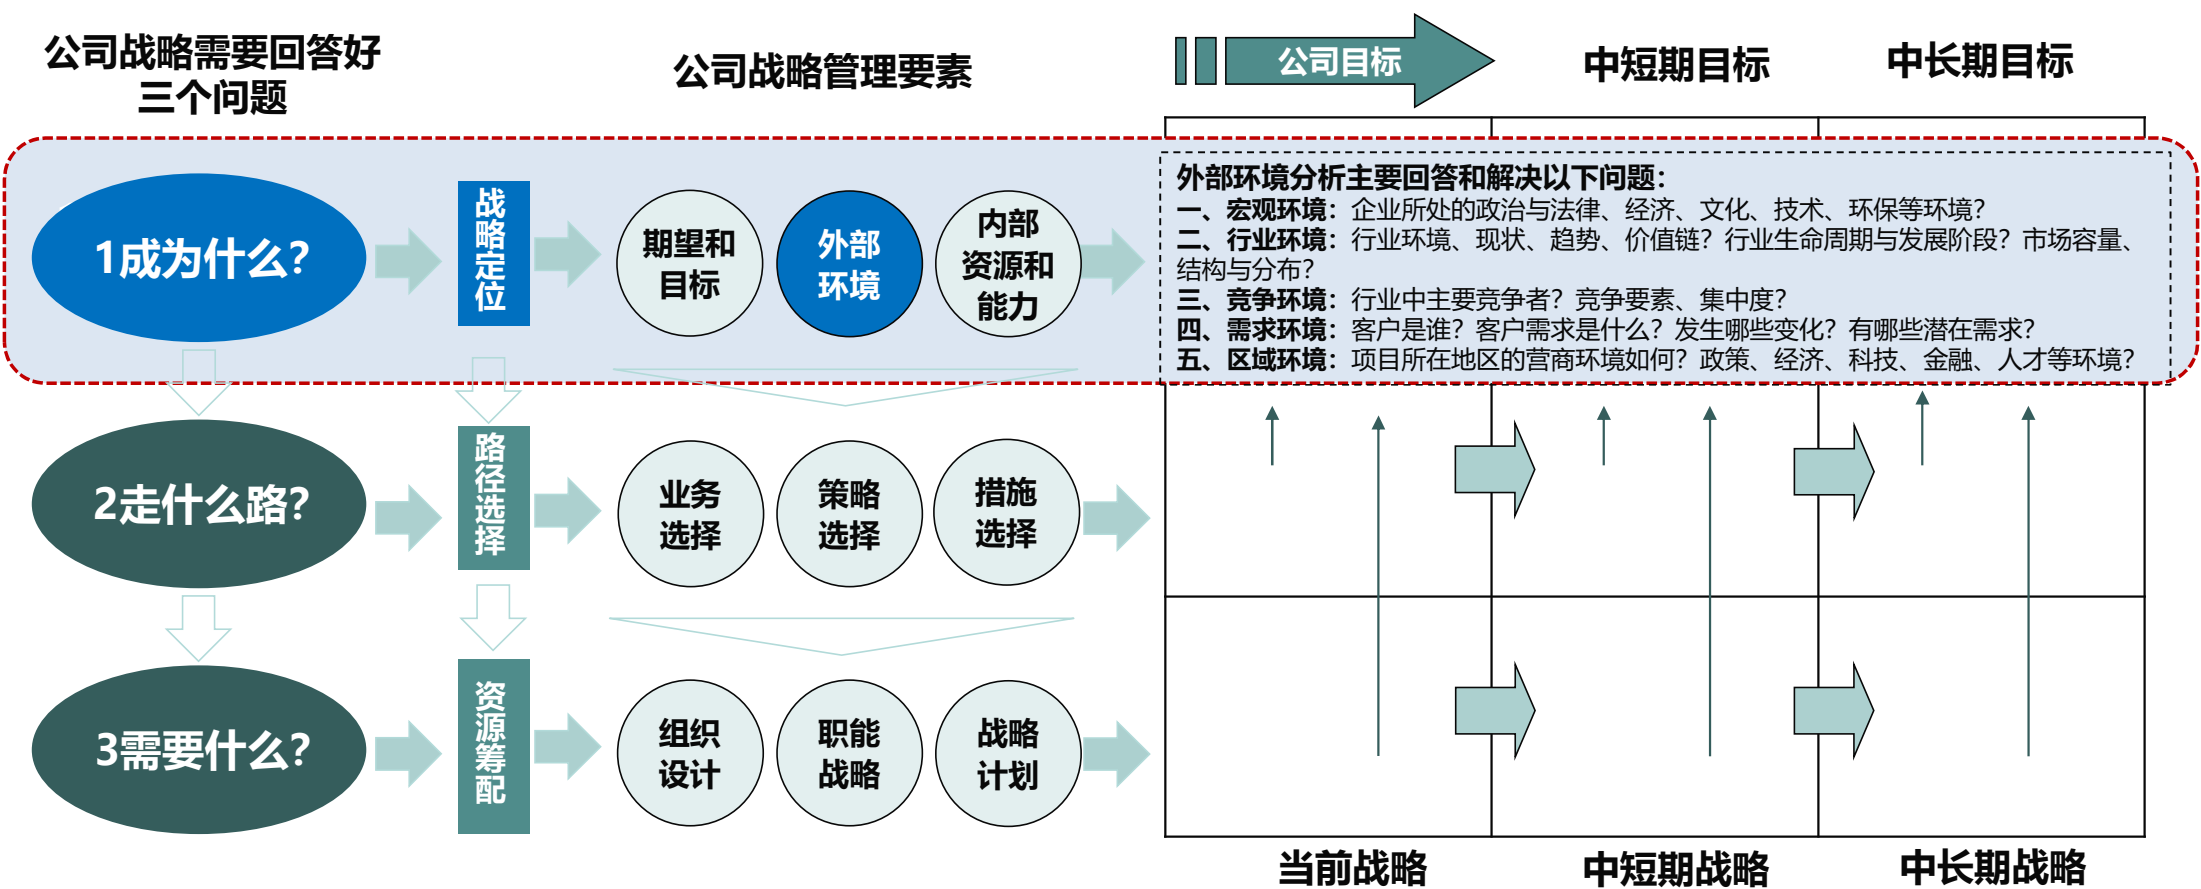 公司战略需要回答好
三个问题
公司战略管理要素
公司目标
中短期目标
中长期目标
1成为什么？
战略定位
期望和
目标
外部
环境
内部
资源和
能力
外部环境分析主要回答和解决以下问题：
一、宏观环境：企业所处的政治与法律、经济、文化、技术、环保等环境？
二、行业环境：行业环境、现状、趋势、价值链？行业生命周期与发展阶段？市场容量、
结构与分布？
三、竞争环境：行业中主要竞争者？竞争要素、集中度？
四、需求环境：客户是谁？客户需求是什么？发生哪些变化？有哪些潜在需求？
五、区域环境：项目所在地区的营商环境如何？政策、经济、科技、金融、人才等环境？
2走什么路？
路径选择
业务
选择
策略
选择
措施
选择
3需要什么？
资源筹配
组织
设计
职能
战略
战略
计划
当前战略
中短期战略
中长期战略